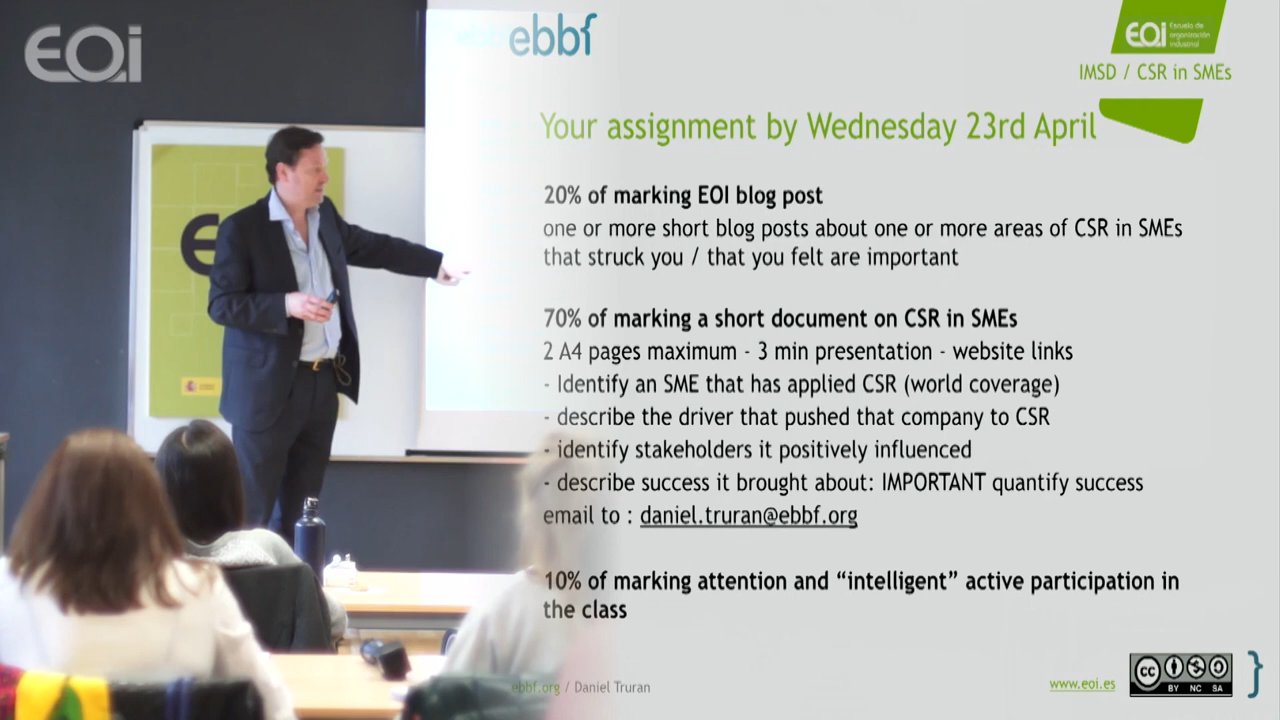 EOi
ebbf
EOi Escuela de organización industrial
IMSD / CSR in SMEs
Your assignment by Wednesday 23rd April
20% of marking EOI blog post
one or more short blog posts about one or more areas of CSR in SMEs
that struck you / that you felt are important
70% of marking a short document on CSR in SMEs
2 A4 pages maximum - 3 min presentation - website links
- Identify an SME that has applied CSR (world coverage)
- describe the driver that pushed that company to CSR
- identify stakeholders it positively influenced
- describe success it brought about: IMPORTANT quantify success
email to : daniel.truran@ebbf.org
10% of marking attention and “intelligent” active participation in
the class
ebbf.org / Daniel Truran
www.eoi.es
cc BY NC SA